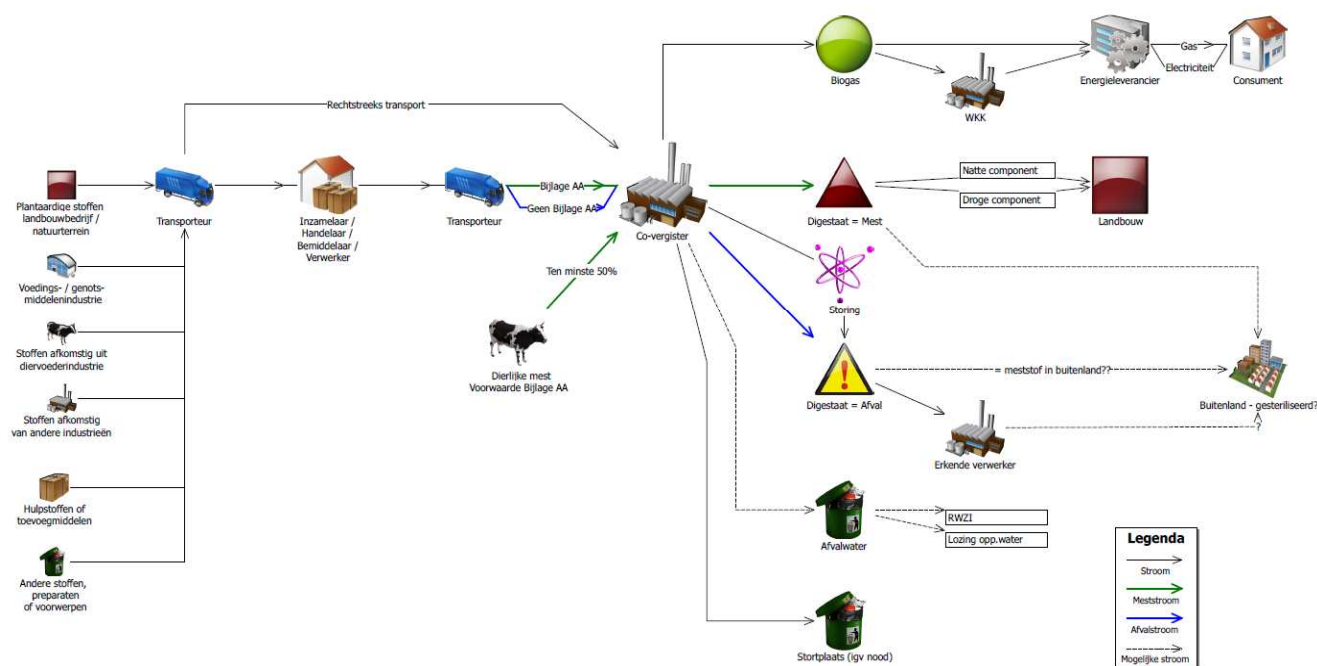 Biogas
WKK
Energieleverancier
Gas
Electriciteit
Consument
Rechtstreeks transport
Plantaardige stoffen
landbouwbedrijf /
natuurterrein
Transporteur
Inzamelaar /
Handelaar /
Bemiddelaar /
Verwerker
Transporteur
Bijlage AA
Geen Bijlage AA
Co-vergister
Digestaat = Mest
Natte component
Droge component
Landbouw
Voedings- / genots-
middelenindustrie
Stoffen afkomstig uit
diervoederindustrie
Stoffen afkomstig
van andere industrieën
Hulpstoffen of
toevoegmiddelen
Andere stoffen,
preparaten
of voorwerpen
Ten minste 50%
Dierlijke mest
Voorwaarde Bijlage AA
Storing
Digestaat = Afval
= meststof in buitenland??
Buitenland - gesteriliseerd?
?
Erkende verwerker
Afvalwater
RWZI
Lozing opp.water
Stortplaats (igv nood)
Legenda
Stroom
Meststroom
Afvalstroom
Mogelijke stroom